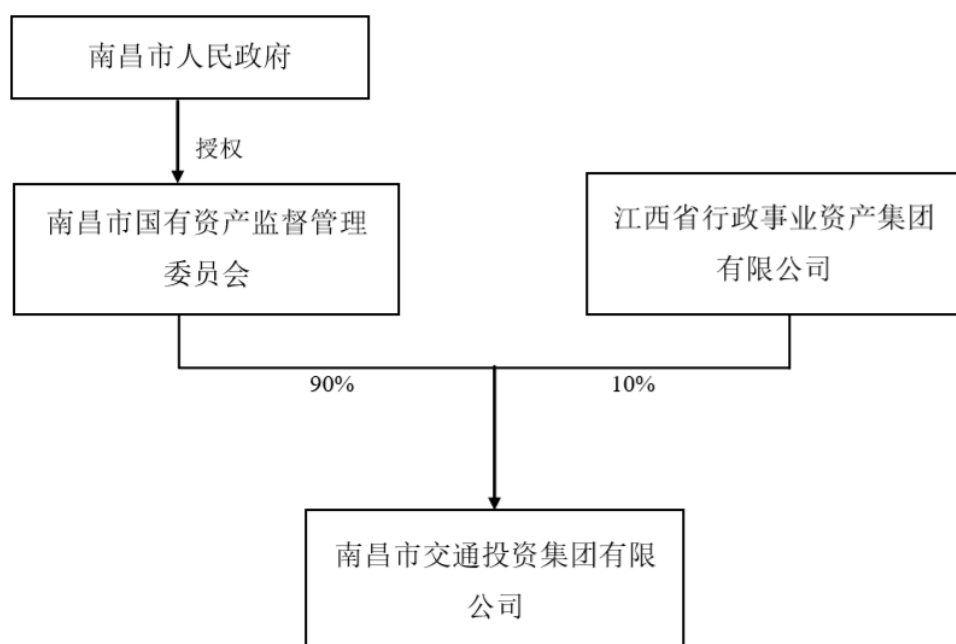 南昌市人民政府
授权
南昌市国有资产监督管理
委员会
江西省行政事业资产集团
有限公司
90%
10%
南昌市交通投资集团有限
公司